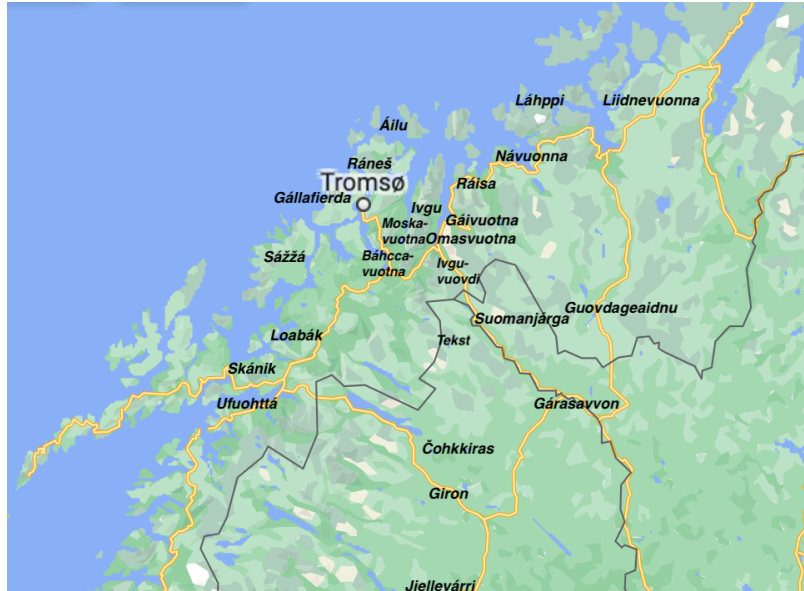 Láhppi
Liidnevuonna
Áilu
Návuonna
Ráneš
Tromsø
Ráisa
Gállafierda
Ivgu
Gáivuotna
Moska-
vuotna
Omasvuotna
Sážžá
Báhcca-
vuotna
Ivgu-
vuovdi
Guovdageaidnu
Suomanjárga
Loabák
Tekst
Skánik
Ufuohttá
Gárasavvon
Čohkkiras
Giron
Jiellevárri